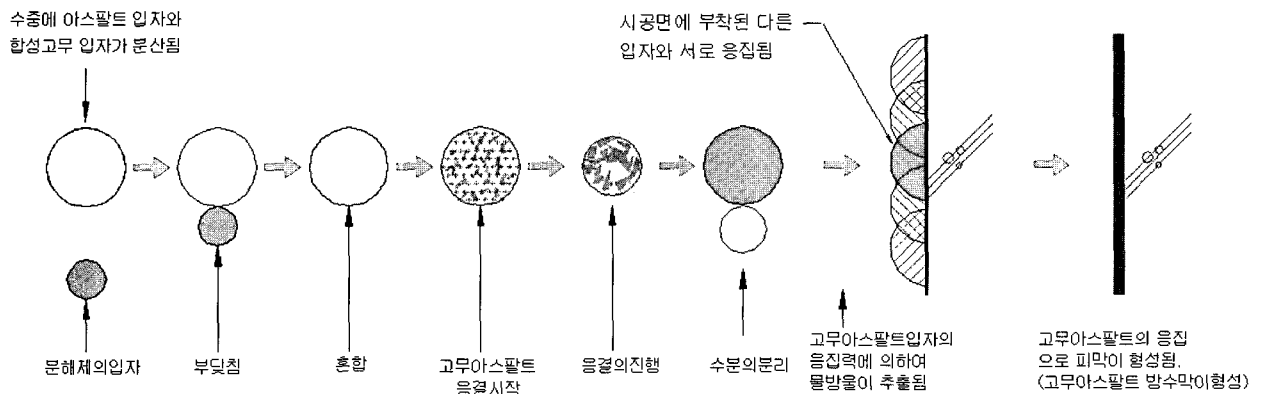 수중에 아스팔트 입자와
합성고무 입자가 분산됨
시공면에 부착된 다른
입자와 서로 응집됨
분해제의입자
부딪침
혼합
고무아스팔트
응결시작
응결의진행
수분의분리
고무아스팔트입자의
응집력에 의하여
물방울이 추출됨
고무아스팔트의 응집
으로 피막이 형성됨.
(고무아스팔트 방수막이형성)